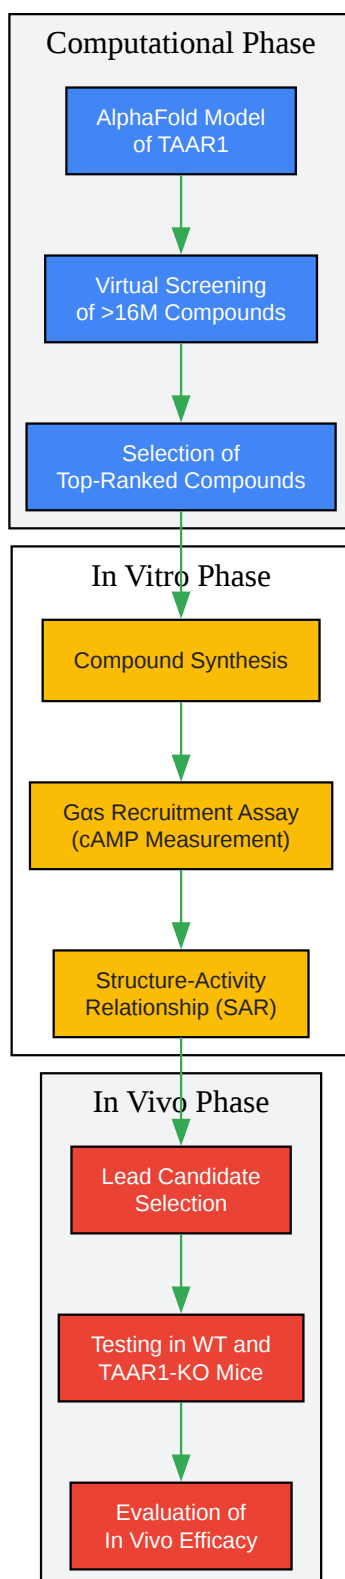 Computational Phase
AlphaFold Model
of TAAR1
Virtual Screening
of >16M Compounds
Selection of
Top-Ranked Compounds
In Vitro Phase
Compound Synthesis
Gαs Recruitment Assay
(cAMP Measurement)
Structure-Activity
Relationship (SAR)
In Vivo Phase
Lead Candidate
Selection
Testing in WT and
TAAR1-KO Mice
Evaluation of
In Vivo Efficacy